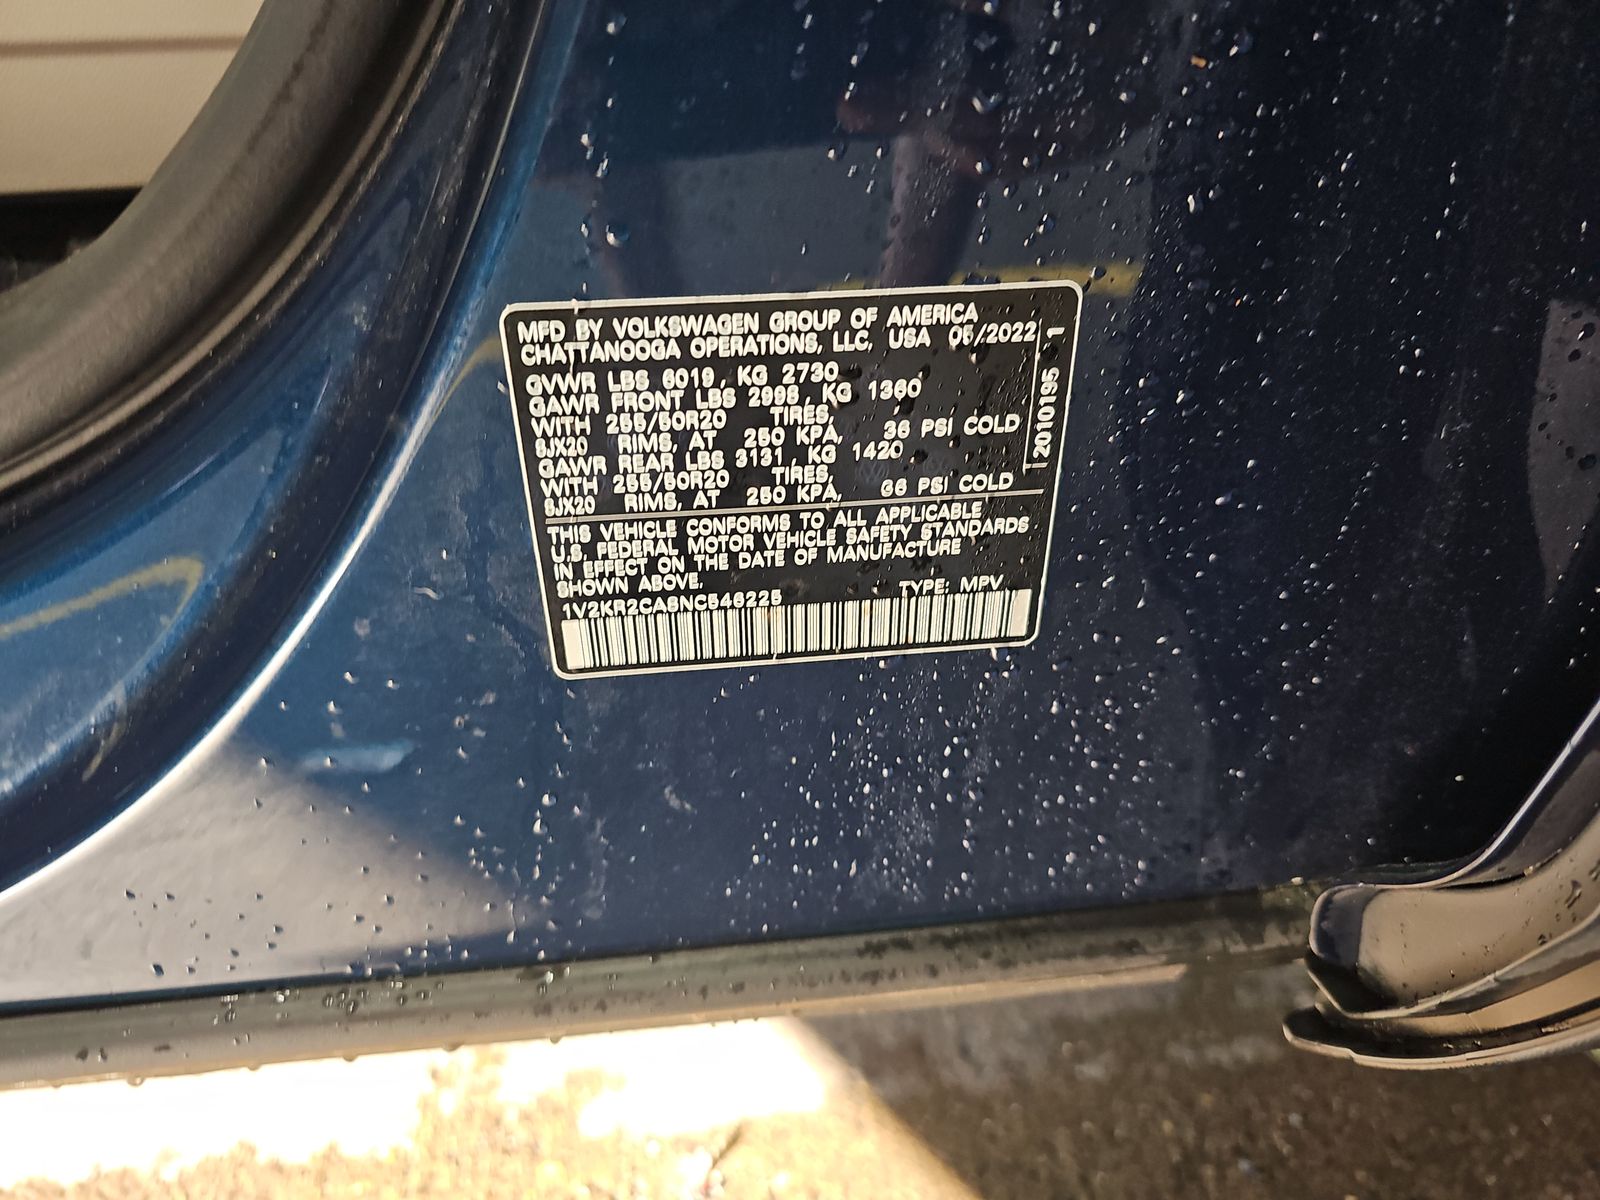 MFD BY VOLKSWAGEN GROUP OF AMERICA
CHATTANOOGA OPERATIONS, LLC, USA 05/2022
GVWR LBS 6019, KG 2730
GAWR FRONT LBS 2998, KG 1360
WITH 255/50R20 TIRES,
8JX20 RIMS, AT 250 KPA, 36 PSI COLD
GAWR REAR LBS 3131, KG 1420
WITH 255/50R20 TIRES,
8JX20 RIMS, AT 250 KPA, 36 PSI COLD
THIS VEHICLE CONFORMS TO ALL APPLICABLE
U.S. FEDERAL MOTOR VEHICLE SAFETY STANDARDS
IN EFFECT ON THE DATE OF MANUFACTURE
SHOWN ABOVE.
1V2KR2CA8NC546225 TYPE: MPV
2010195 1